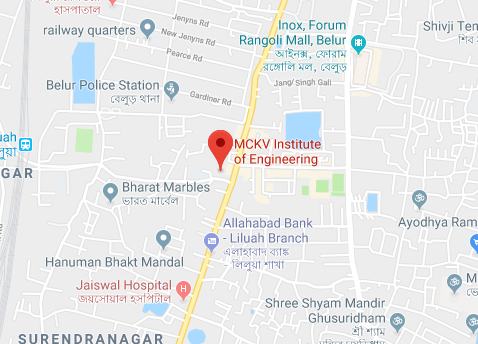 হাসপাতাল
Jenyns Rd
railway quarters
New Jenyns Rd
Pearce Rd
Inox, Forum
Rangoli Mall, Belur
আইনক্স, ফোরাম
রঙ্গোলি মল, বেলুড়
Shivji Tem
শিব ম
Belur Police Station
বেলুড় থানা
Gardiner Rd
Jangi Singh Gali
MCKV Institute
of Engineering
uah
লুয়া
GAR
Bharat Marbles
ভারত মার্বেল
Ayodhya Ram
Allahabad Bank
- Liluah Branch
এলাহাবাদ ব্যাঙ্ক
- লিলুয়া শাখা
Hanuman Bhakt Mandal
Jaiswal Hospital
জয়সোয়াল হসপিটাল
Shree Shyam Mandir
Ghusuridham
শ্রী শ্যাম
SURENDRANAGAR